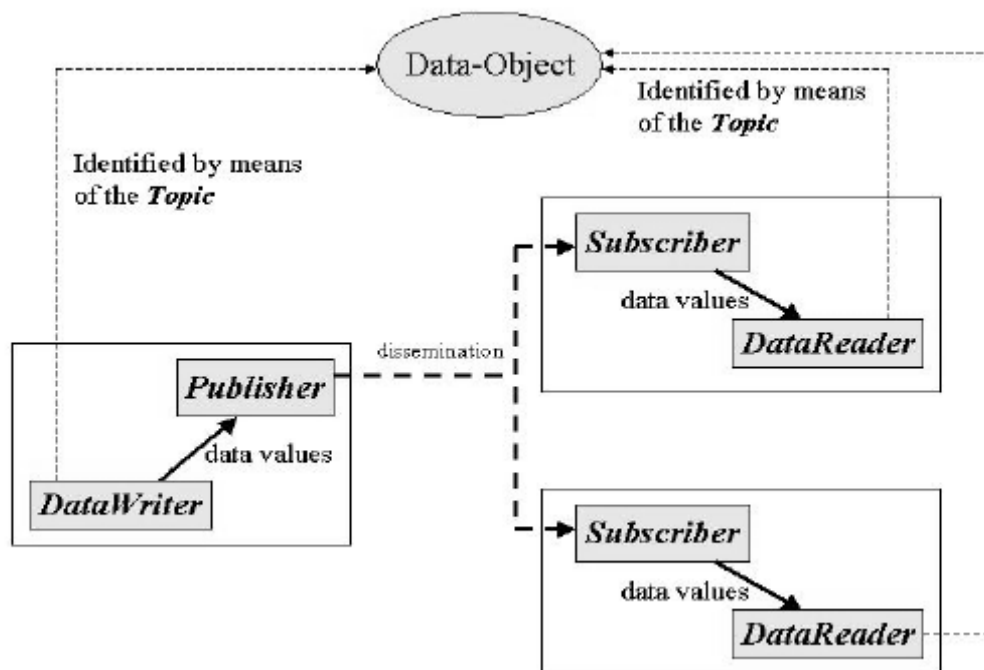 Data-Object
Identified by means
of the Topic
Identified by means
of the Topic
Subscriber
data values
DataReader
dissemination
Publisher
data values
DataWriter
Subscriber
data values
DataReader